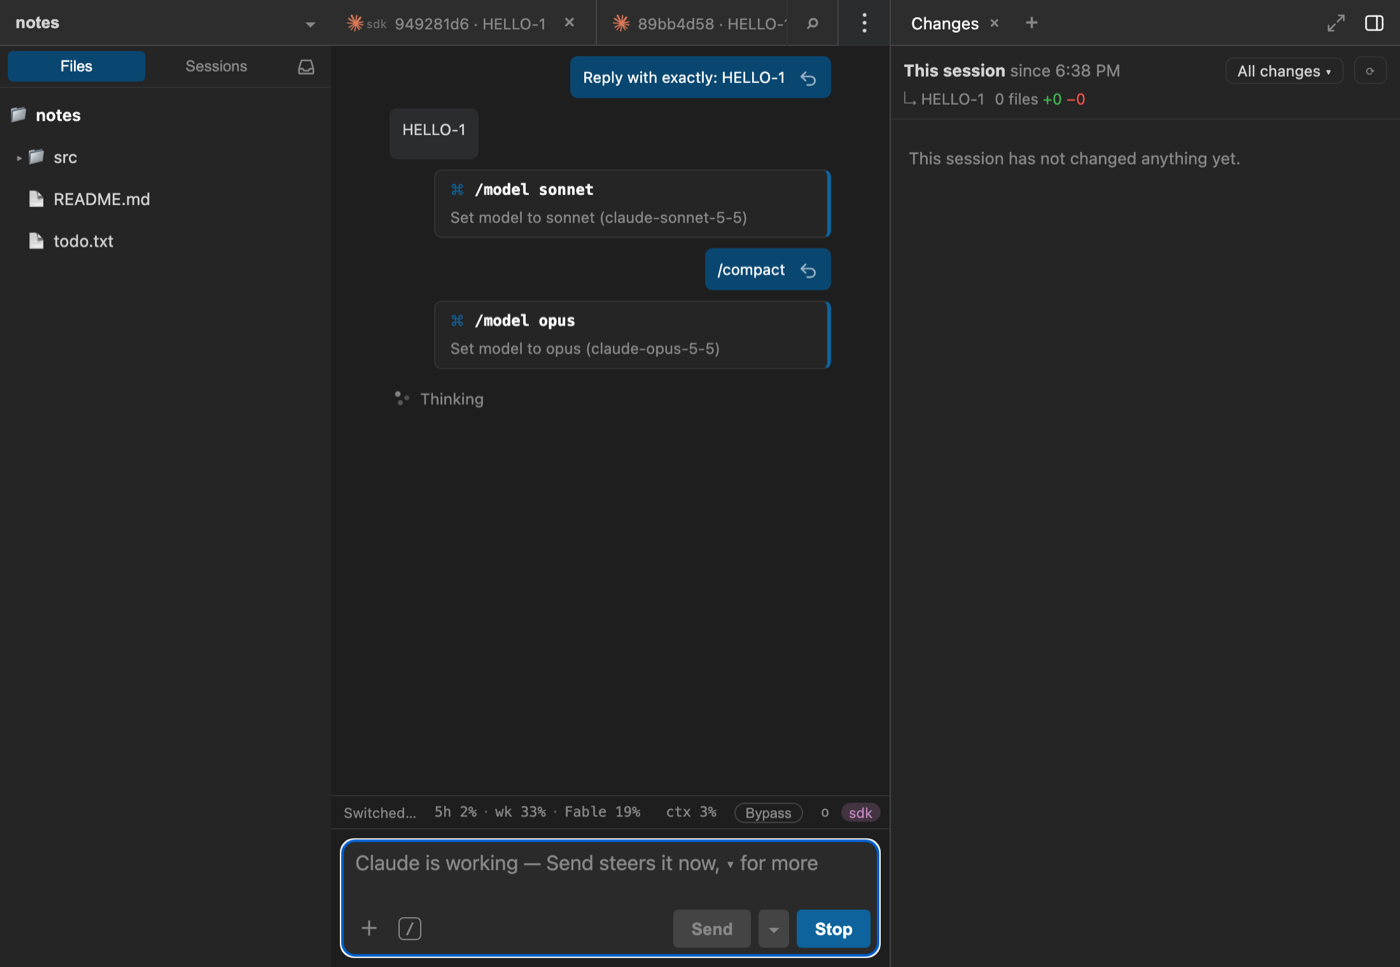 notes
Files
Sessions
notes
src
README.md
todo.txt
sdk 949281d6 · HELLO-1
89bb4d58 · HELLO-
Reply with exactly: HELLO-1
HELLO-1
⌘ /model sonnet
Set model to sonnet (claude-sonnet-5-5)
/compact
⌘ /model opus
Set model to opus (claude-opus-5-5)
Thinking
Switched... 5h 2% · wk 33% · Fable 19% ctx 3% Bypass o sdk
Claude is working — Send steers it now, ▾ for more
Send
Stop
Changes
This session since 6:38 PM
All changes ▾
HELLO-1 0 files +0 −0
This session has not changed anything yet.